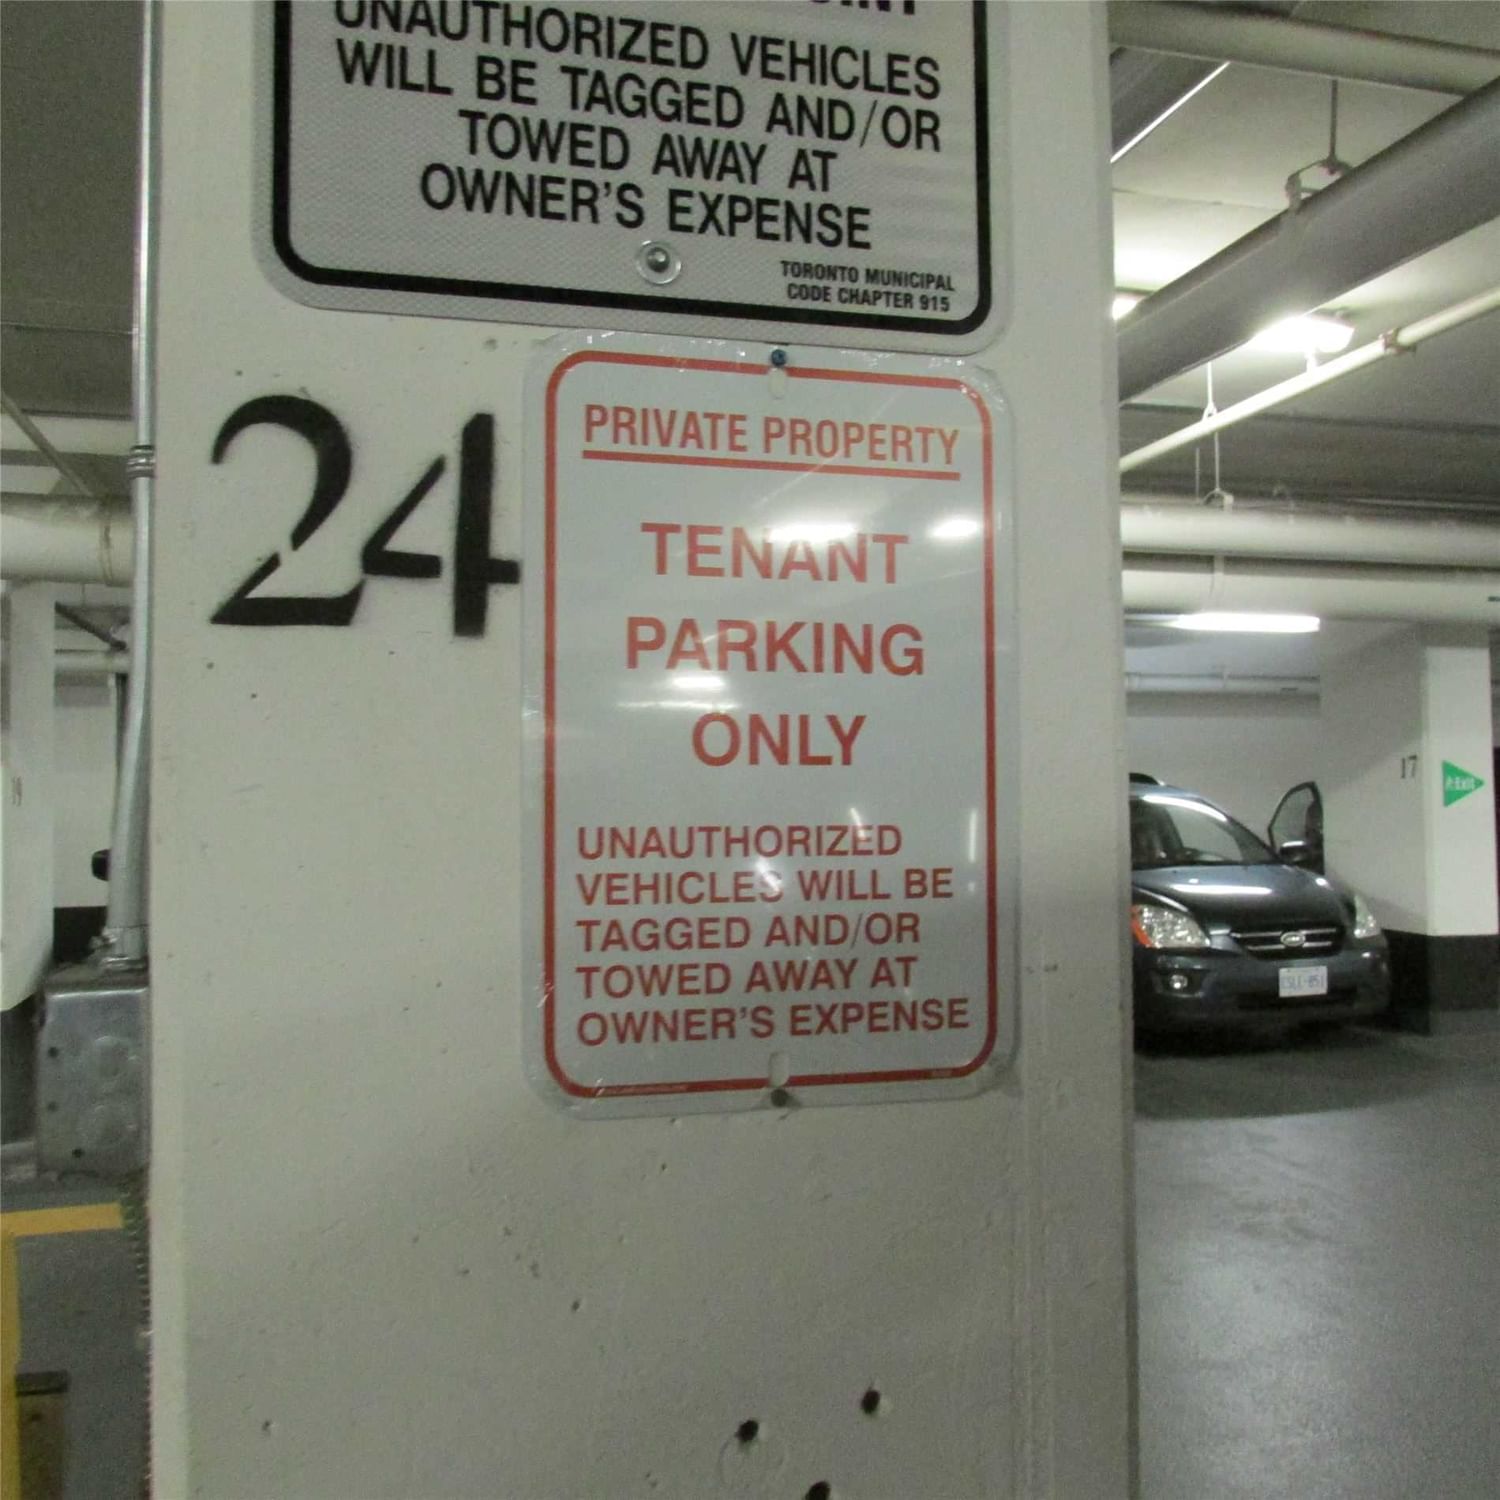 UNAUTHORIZED VEHICLES
WILL BE TAGGED AND/OR
TOWED AWAY AT
OWNER'S EXPENSE
TORONTO MUNICIPAL
CODE CHAPTER 915
24
PRIVATE PROPERTY
TENANT
PARKING
ONLY
UNAUTHORIZED
VEHICLES WILL BE
TAGGED AND/OR
TOWED AWAY AT
OWNER'S EXPENSE
17
EXIT